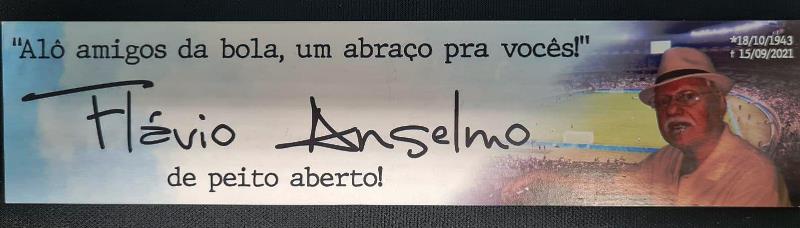 "Alô amigos da bola, um abraço pra vocês!"
*18/10/1943
† 15/09/2021
Flávio Anselmo
de peito aberto!